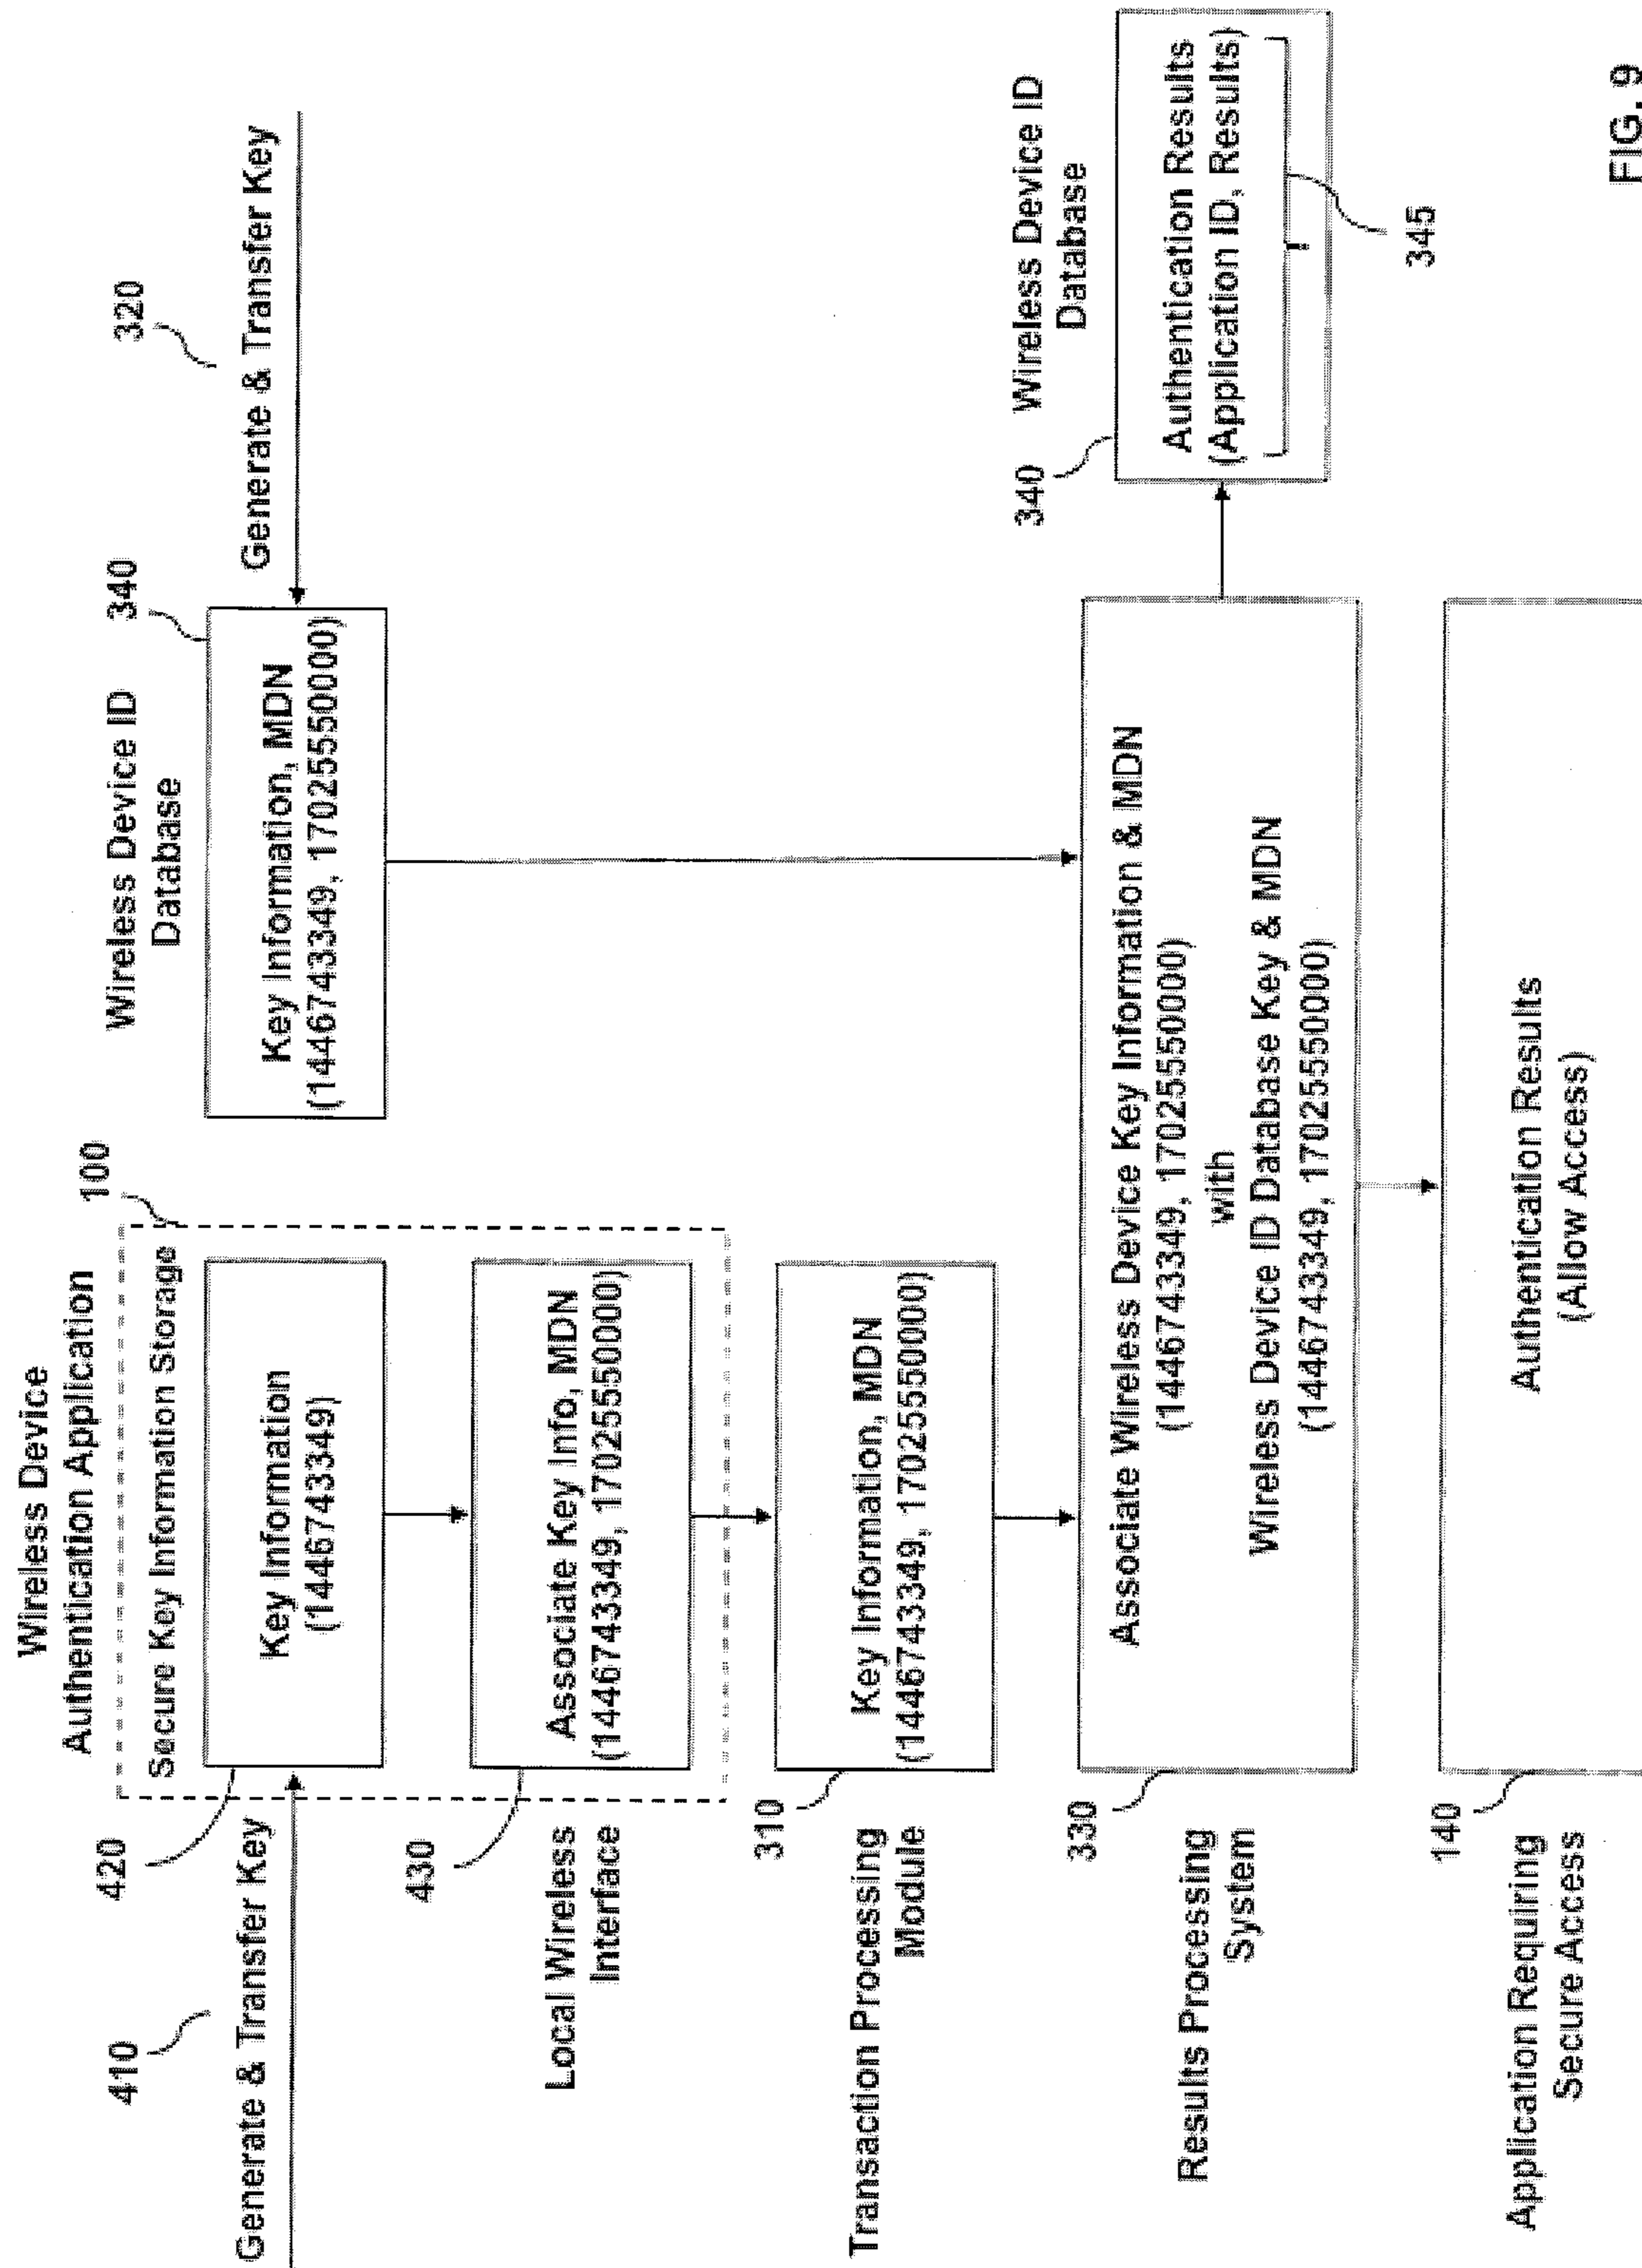 Wireless Device
Authentication Application
410
Generate & Transfer Key
420
Secure Key Information Storage
100
Key Information
(1446743349)
Wireless Device ID
Database
340
Key Information, MDN
(1446743349, 17025550000)
320
Generate & Transfer Key
430
Local Wireless
Interface
Associate Key Info, MDN
(1446743349, 17025550000)
310
Transaction Processing
Module
Key Information, MDN
(1446743349, 17025550000)
330
Results Processing
System
Associate Wireless Device Key Information & MDN
(1446743349, 17025550000)
with
Wireless Device ID Database Key & MDN
(1446743349, 17025550000)
340
Wireless Device ID
Database
Authentication Results
(Application ID, Results)
345
140
Application Requiring
Secure Access
Authentication Results
(Allow Access)
FIG. 9